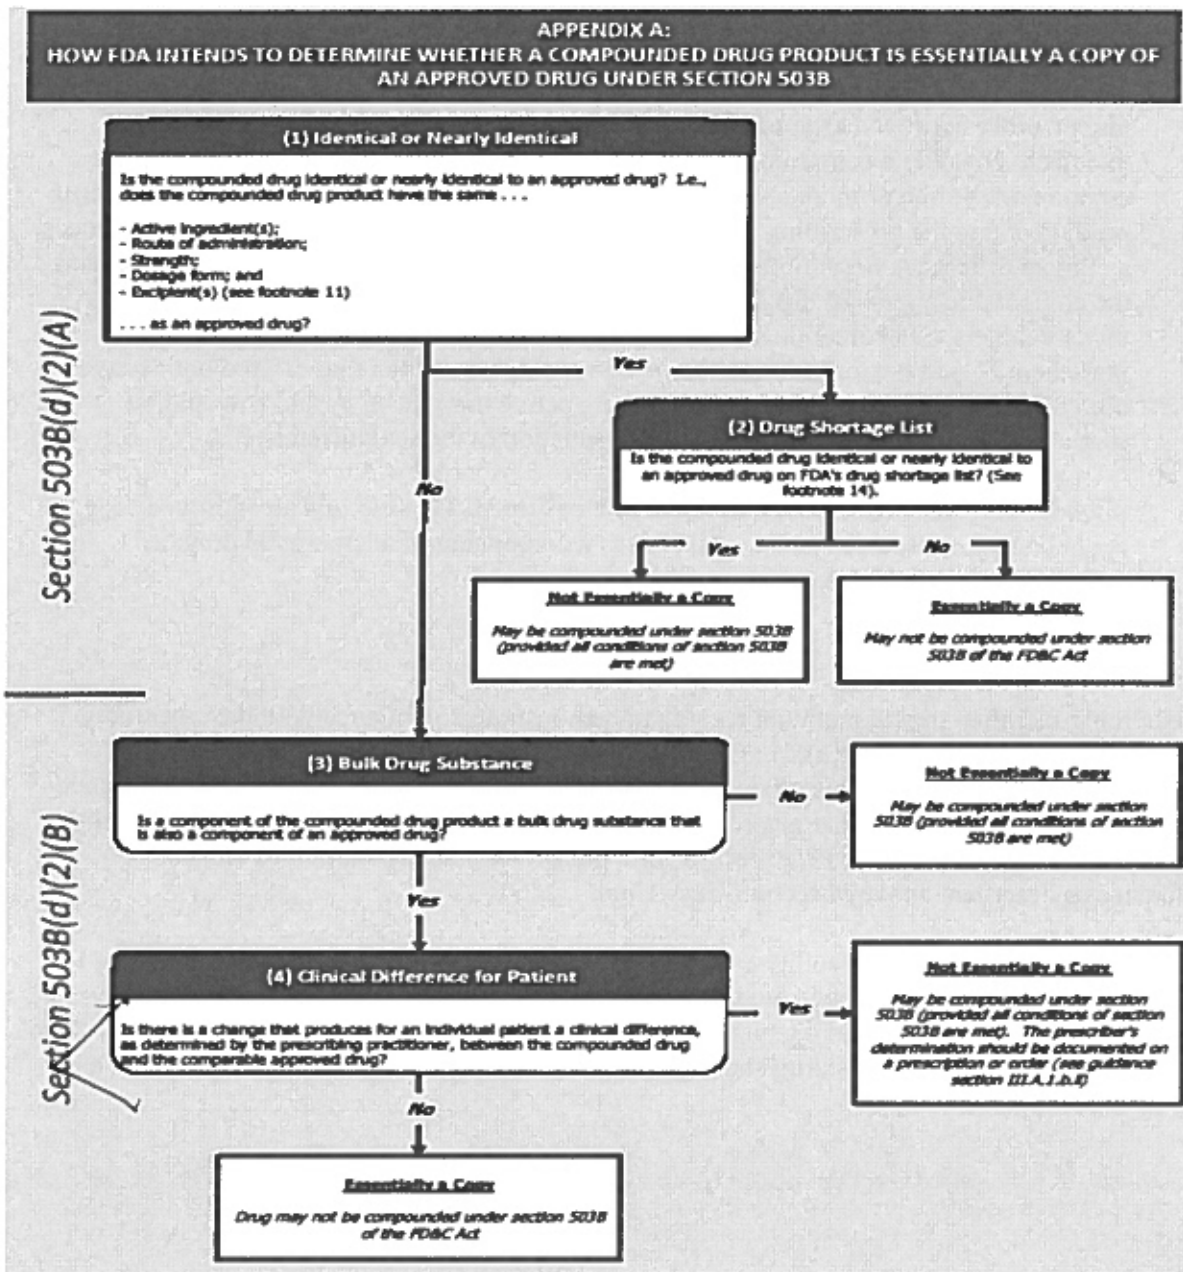 APPENDIX A:
HOW FDA INTENDS TO DETERMINE WHETHER A COMPOUNDED DRUG PRODUCT IS ESSENTIALLY A COPY OF
AN APPROVED DRUG UNDER SECTION 503B
Section 503B(d)(2)(A)
(1) Identical or Nearly Identical
Is the compounded drug identical or nearly identical to an approved drug? I.e.,
does the compounded drug product have the same . . .
- Active ingredient(s);
- Route of administration;
- Strength;
- Dosage form; and
- Excipient(s) (see footnote 11)
. . . as an approved drug?
Yes
No
(2) Drug Shortage List
Is the compounded drug identical or nearly identical to
an approved drug on FDA's drug shortage list? (See
footnote 14).
Yes
No
Not Essentially a Copy
May be compounded under section 503B
(provided all conditions of section 503B
are met)
Essentially a Copy
May not be compounded under section
503B of the FD&C Act
Section 503B(d)(2)(B)
(3) Bulk Drug Substance
Is a component of the compounded drug product a bulk drug substance that
is also a component of an approved drug?
No
Not Essentially a Copy
May be compounded under section
503B (provided all conditions of section
503B are met)
Yes
(4) Clinical Difference for Patient
Is there is a change that produces for an individual patient a clinical difference,
as determined by the prescribing practitioner, between the compounded drug
and the comparable approved drug?
Yes
Not Essentially a Copy
May be compounded under section
503B (provided all conditions of section
503B are met). The prescriber's
determination should be documented on
a prescription or order (see guidance
section III.A.1.b.ii)
No
Essentially a Copy
Drug may not be compounded under section 503B
of the FD&C Act